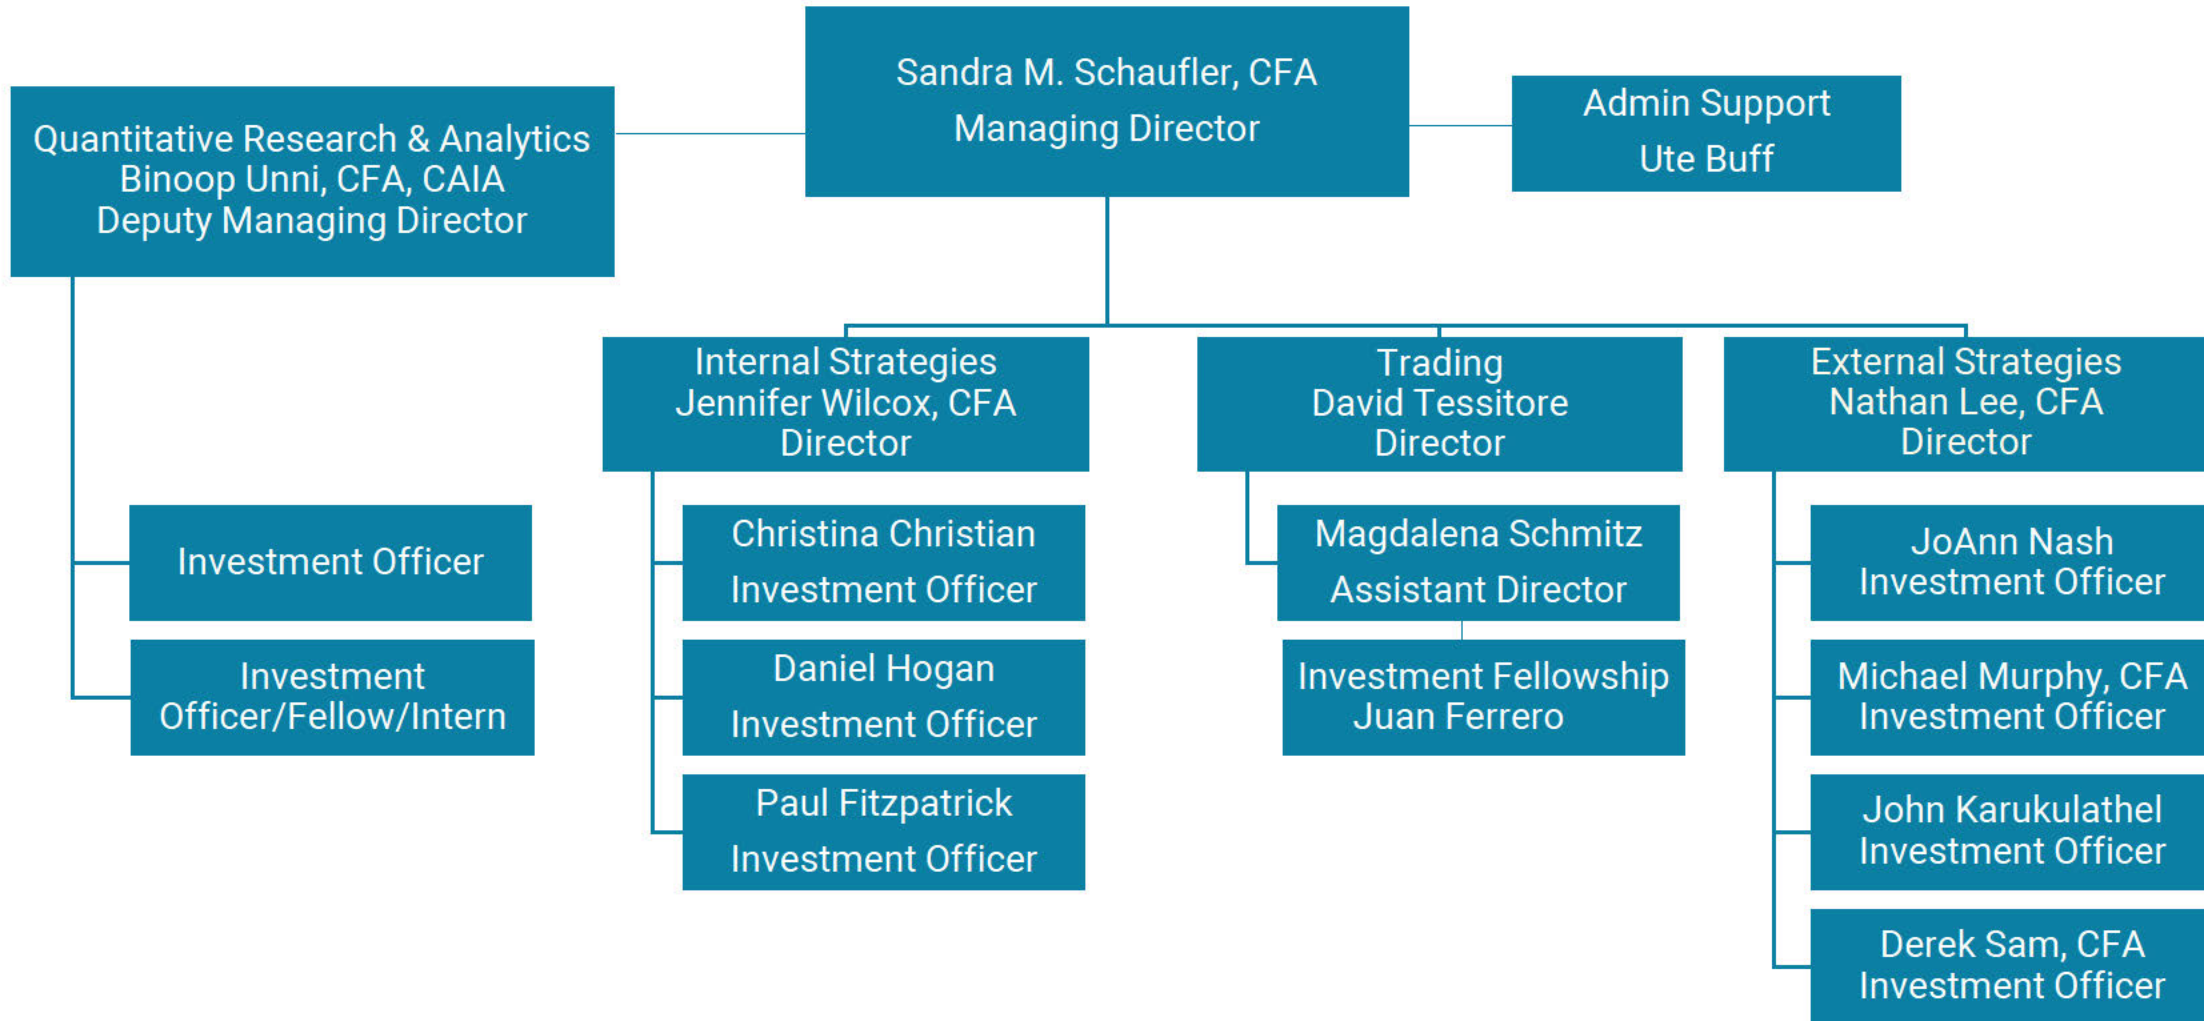 Sandra M. Schaufler, CFA
Managing Director
Quantitative Research & Analytics
Binoop Unni, CFA, CAIA
Deputy Managing Director
Admin Support
Ute Buff
Internal Strategies
Jennifer Wilcox, CFA
Director
Trading
David Tessitore
Director
External Strategies
Nathan Lee, CFA
Director
Investment Officer
Investment
Officer/Fellow/Intern
Christina Christian
Investment Officer
Daniel Hogan
Investment Officer
Paul Fitzpatrick
Investment Officer
Magdalena Schmitz
Assistant Director
Investment Fellowship
Juan Ferrero
JoAnn Nash
Investment Officer
Michael Murphy, CFA
Investment Officer
John Karukulathel
Investment Officer
Derek Sam, CFA
Investment Officer